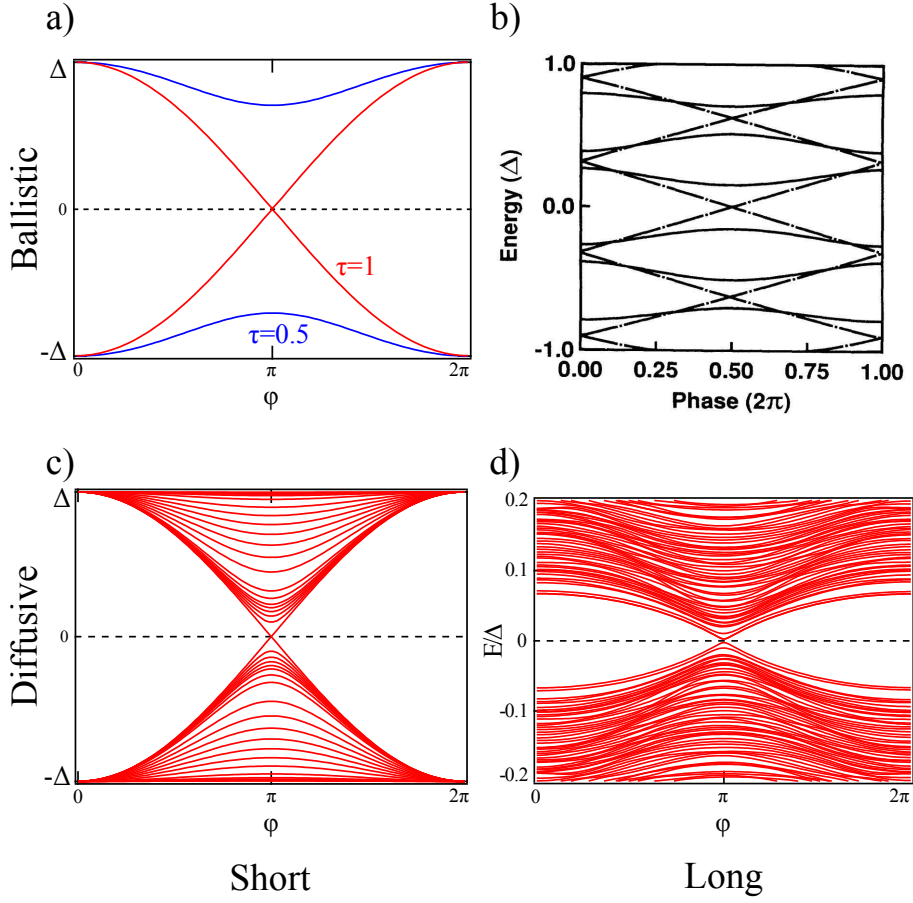 a)
Δ
0
-Δ
τ=1
τ=0.5
0
π
2π
φ
Ballistic
b)
1.0
0.0
-1.0
Energy (Δ)
0.00 0.25 0.50 0.75 1.00
Phase (2π)
c)
Δ
0
-Δ
0
π
2π
φ
Diffusive
d)
0.2
0.1
0
-0.1
-0.2
E/Δ
0
π
2π
φ
Short
Long